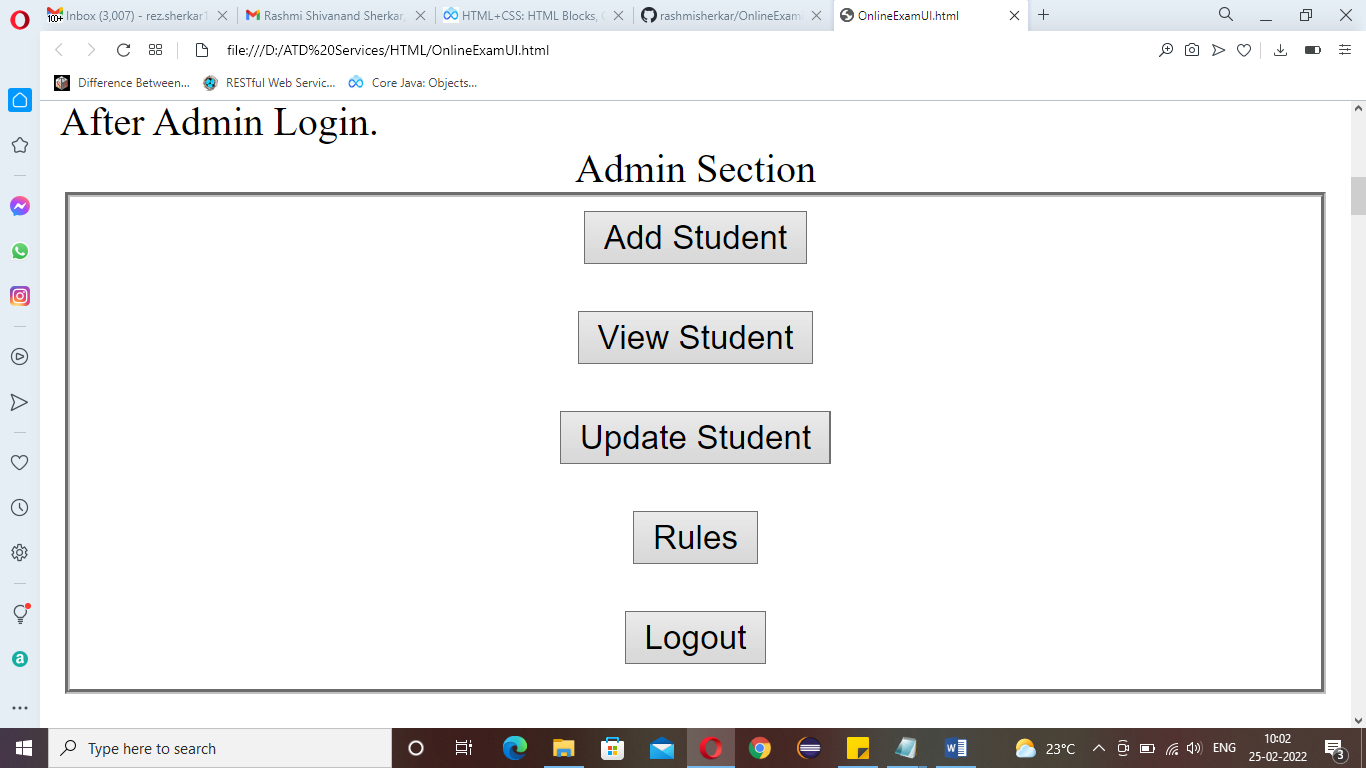 100+ Inbox (3,007) - rez.sherkar1
Rashmi Shivanand Sherkar
HTML+CSS: HTML Blocks,
rashmisherkar/OnlineExam
OnlineExamUI.html
file:///D:/ATD%20Services/HTML/OnlineExamUI.html
Difference Between... RESTful Web Servic... Core Java: Objects...
After Admin Login.
Admin Section
Add Student
View Student
Update Student
Rules
Logout
a
Type here to search
23°C ENG 10:02
25-02-2022
3